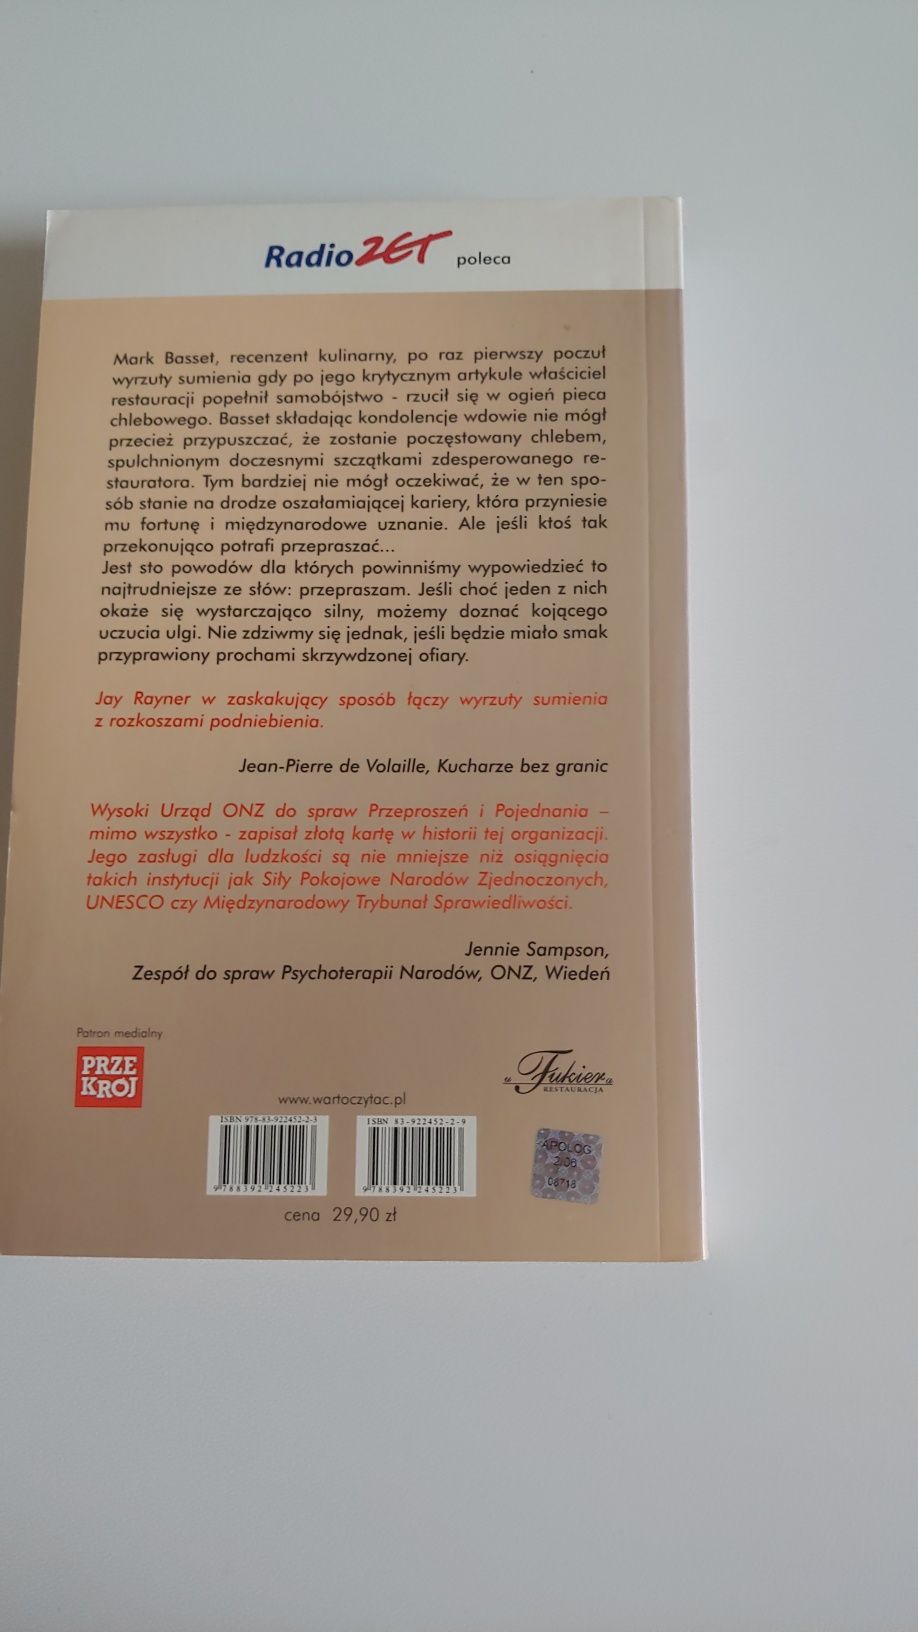 Radio ZET poleca
Mark Basset, recenzent kulinarny, po raz pierwszy poczuł
wyrzuty sumienia gdy po jego krytycznym artykule właściciel
restauracji popełnił samobójstwo - rzucił się w ogień pieca
chlebowego. Basset składając kondolencje wdowie nie mógł
przecież przypuszczać, że zostanie poczęstowany chlebem,
spulchnionym doczesnymi szczątkami zdesperowanego re-
stauratora. Tym bardziej nie mógł oczekiwać, że w ten spo-
sób stanie na drodze oszałamiającej kariery, która przyniesie
mu fortunę i międzynarodowe uznanie. Ale jeśli ktoś tak
przekonująco potrafi przepraszać...
Jest sto powodów dla których powinniśmy wypowiedzieć to
najtrudniejsze ze słów: przepraszam. Jeśli choć jeden z nich
okaże się wystarczająco silny, możemy doznać kojącego
uczucia ulgi. Nie zdziwmy się jednak, jeśli będzie miało smak
przyprawiony prochami skrzywdzonej ofiary.
Jay Rayner w zaskakujący sposób łączy wyrzuty sumienia
z rozkoszami podniebienia.
Jean-Pierre de Volaille, Kucharze bez granic
Wysoki Urząd ONZ do spraw Przeproszeń i Pojednania –
mimo wszystko - zapisał złotą kartę w historii tej organizacji.
Jego zasługi dla ludzkości są nie mniejsze niż osiągnięcia
takich instytucji jak Siły Pokojowe Narodów Zjednoczonych,
UNESCO czy Międzynarodowy Trybunał Sprawiedliwości.
Jennie Sampson,
Zespół do spraw Psychoterapii Narodów, ONZ, Wiedeń
Patron medialny
PRZE
KRÓJ
"u Fukiera"
RESTAURACJA
www.wartoczytac.pl
ISBN 978-83-922452-2-3
9 788392 245223
ISBN 83-922452-2-9
9 788392 245223
APOLOG
2/06
06718
cena 29,90 zł